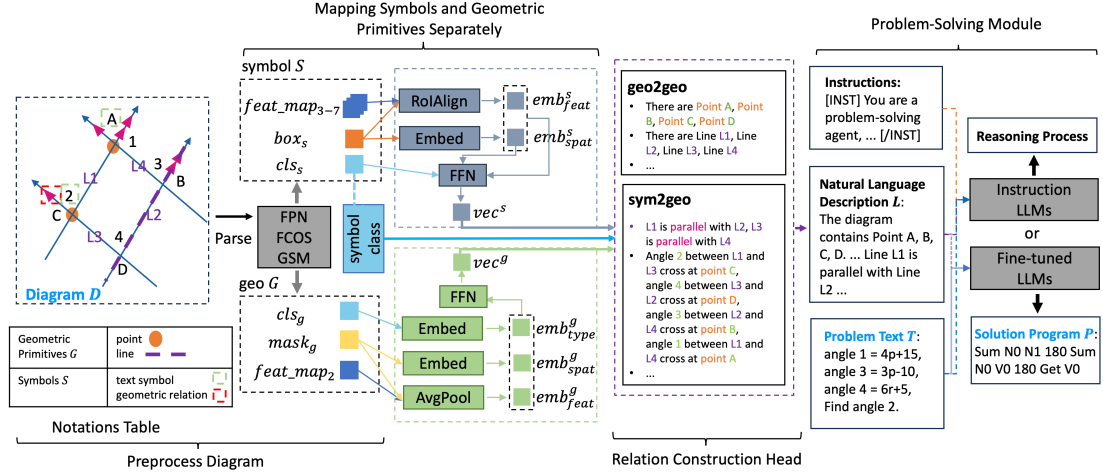 Mapping Symbols and Geometric
Primitives Separately
Problem-Solving Module
A
1
L1
L4
3
B
2
C
L2
L3
4
D
Diagram D
Parse
symbol S
feat_map3-7
box_s
cls_s
FPN
FCOS
GSM
symbol
class
geo G
cls_g
mask_g
feat_map2
RoIAlign
emb^s_feat
Embed
emb^s_spat
FFN
vec^s
vec^g
FFN
Embed
emb^g_type
Embed
emb^g_spat
AvgPool
emb^g_feat
geo2geo
• There are Point A, Point
B, Point C, Point D
• There are Line L1, Line
L2, Line L3, Line L4
• ...
sym2geo
• L1 is parallel with L2, L3
is parallel with L4
• Angle 2 between L1 and
L3 cross at point C,
angle 4 between L3 and
L2 cross at point D,
angle 3 between L2 and
L4 cross at point B,
angle 1 between L1 and
L4 cross at point A
• ...
Instructions:
[INST] You are a
problem-solving
agent, ... [/INST]
Natural Language
Description L:
The diagram
contains Point A, B,
C, D. ... Line L1 is
parallel with Line
L2 ...
Problem Text T:
angle 1 = 4p+15,
angle 3 = 3p-10,
angle 4 = 6r+5,
Find angle 2.
Reasoning Process
Instruction
LLMs
or
Fine-tuned
LLMs
Solution Program P:
Sum N0 N1 180 Sum
N0 V0 180 Get V0
Geometric
Primitives G
point
line
Symbols S
text symbol
geometric relation
Notations Table
Preprocess Diagram
Relation Construction Head